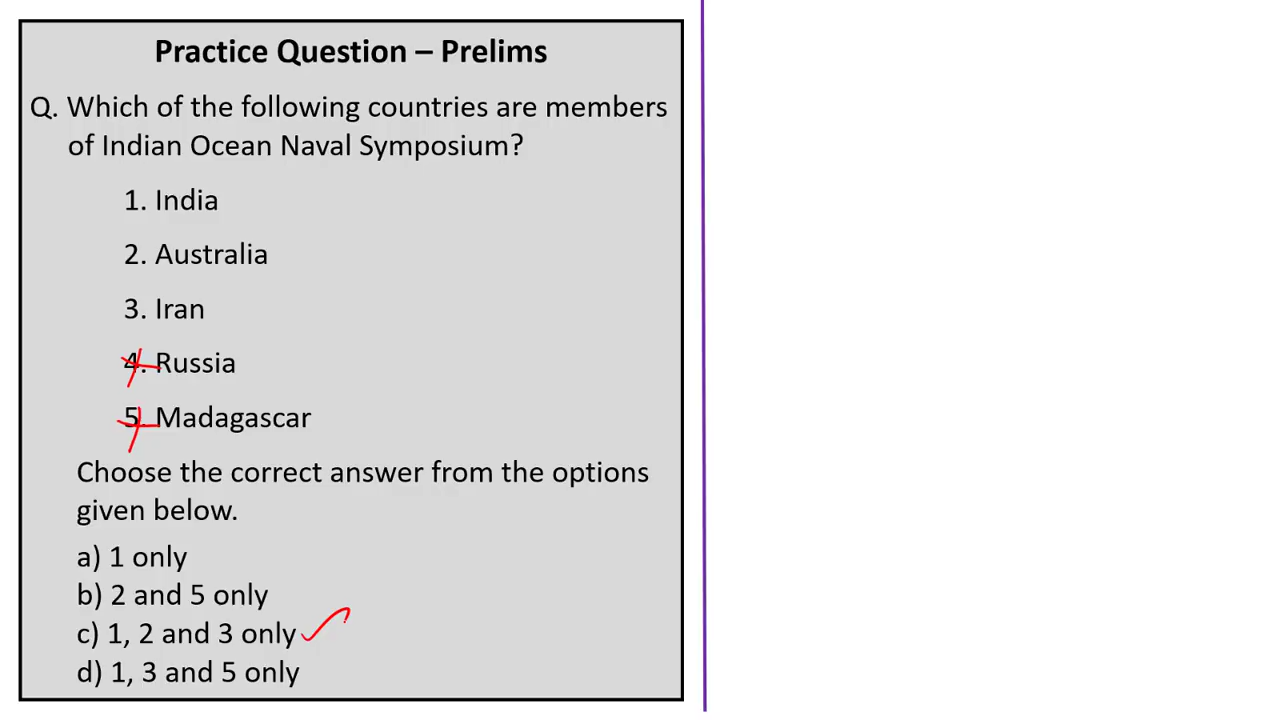 Practice Question – Prelims
Q. Which of the following countries are members
of Indian Ocean Naval Symposium?
1. India
2. Australia
3. Iran
4. Russia
5. Madagascar
Choose the correct answer from the options
given below.
a) 1 only
b) 2 and 5 only
c) 1, 2 and 3 only
d) 1, 3 and 5 only